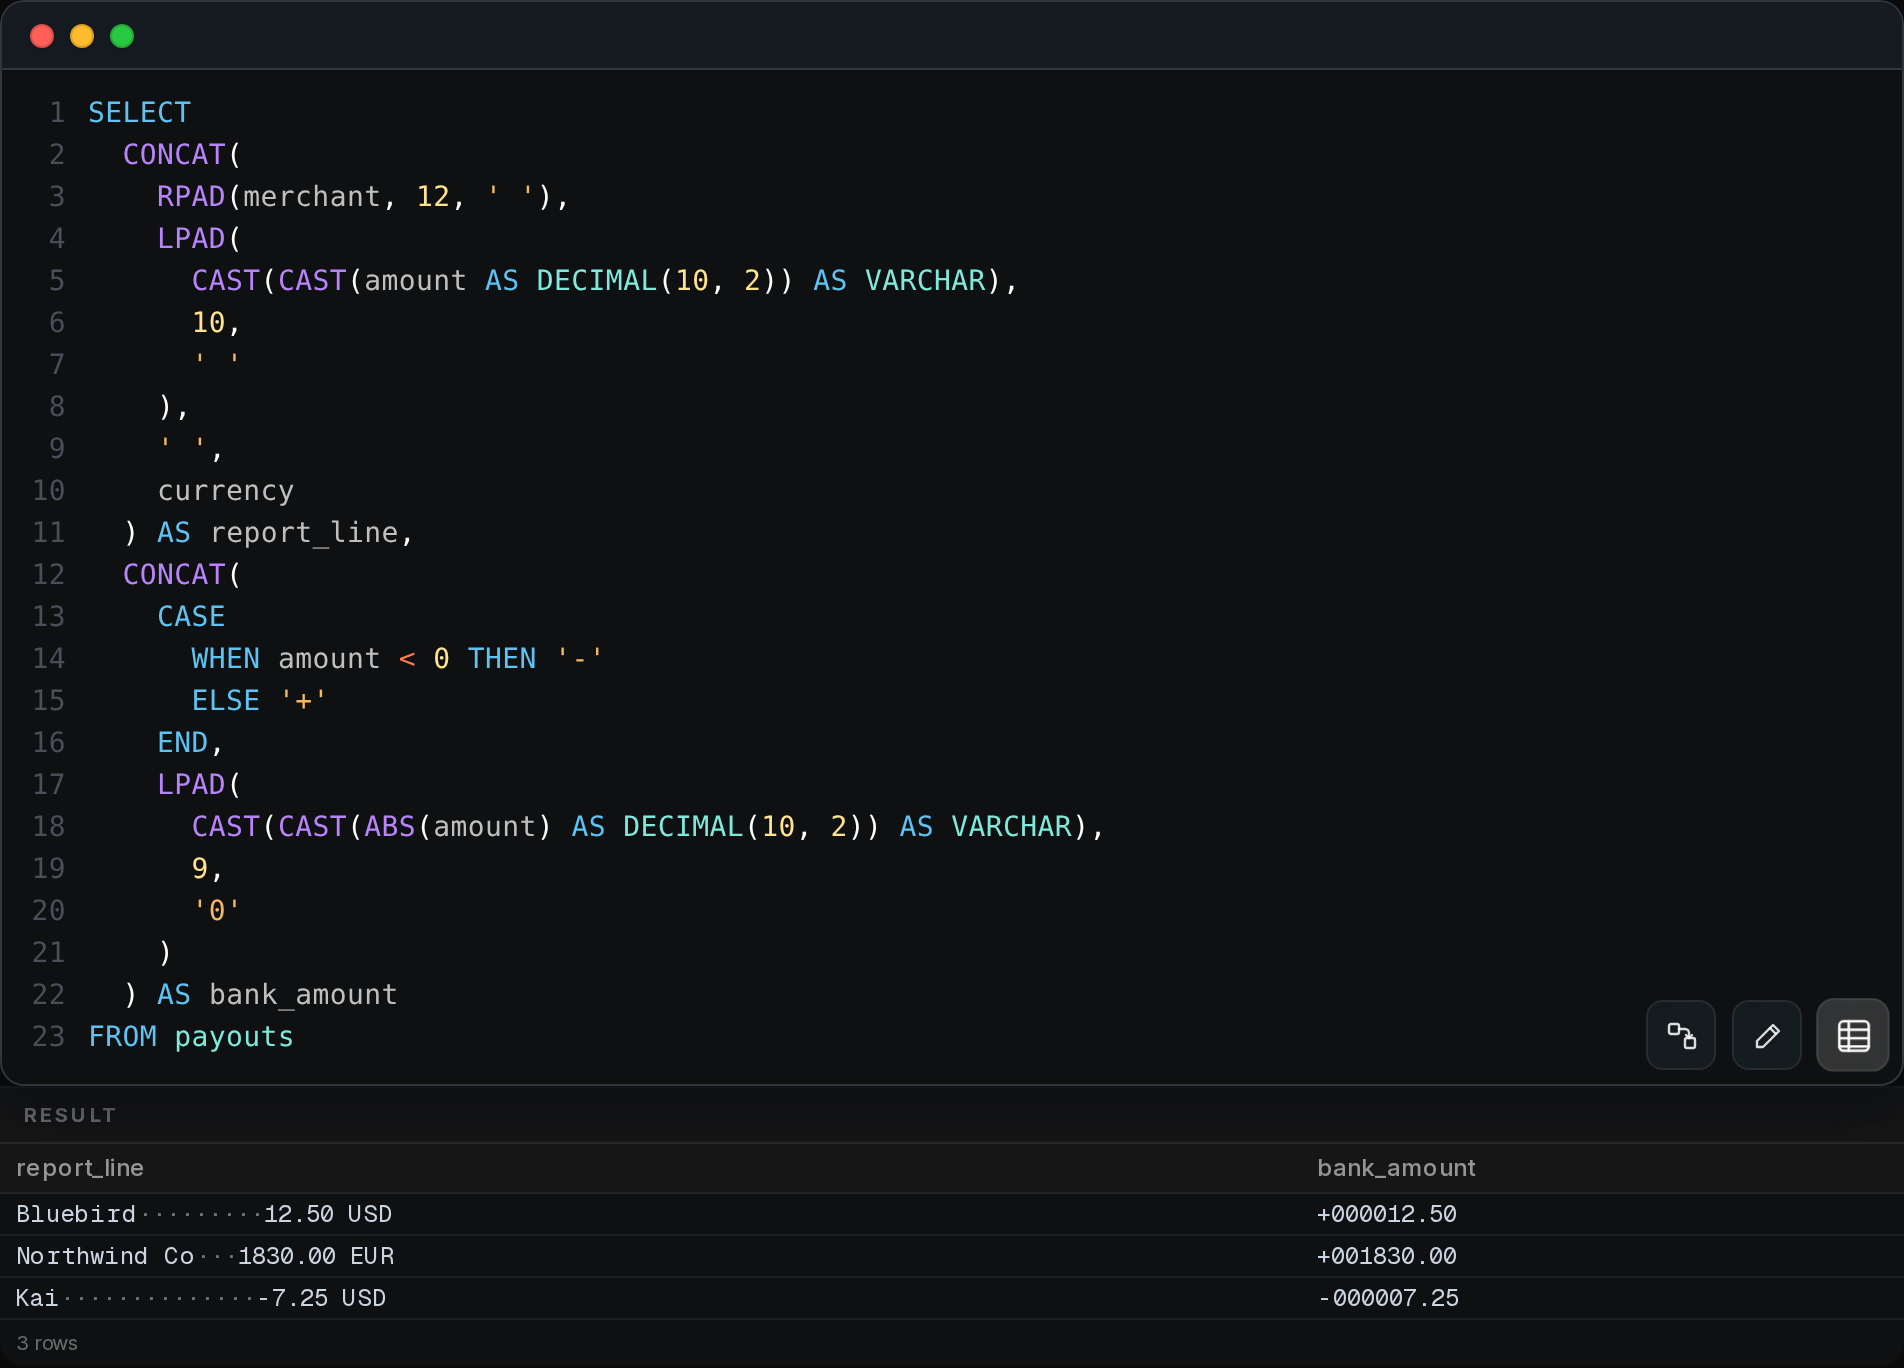 1 SELECT
2   CONCAT(
3     RPAD(merchant, 12, ' '),
4     LPAD(
5       CAST(CAST(amount AS DECIMAL(10, 2)) AS VARCHAR),
6       10,
7       ' '
8     ),
9     ' ',
10     currency
11   ) AS report_line,
12   CONCAT(
13     CASE
14       WHEN amount < 0 THEN '-'
15       ELSE '+'
16     END,
17     LPAD(
18       CAST(CAST(ABS(amount) AS DECIMAL(10, 2)) AS VARCHAR),
19       9,
20       '0'
21     )
22   ) AS bank_amount
23 FROM payouts
RESULT
report_line bank_amount
Bluebird·········12.50 USD +000012.50
Northwind Co···1830.00 EUR +001830.00
Kai··············-7.25 USD -000007.25
3 rows